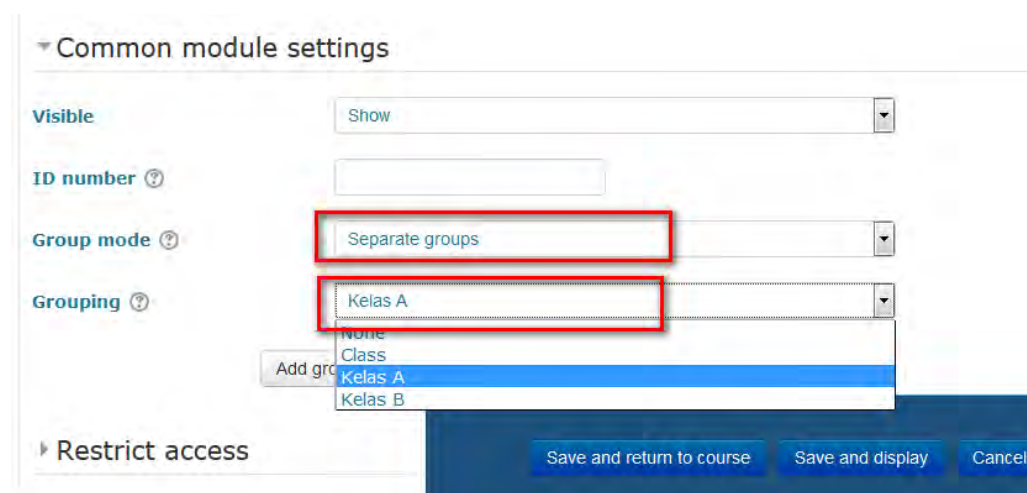 Common module settings
Visible
Show
ID number
Group mode
Separate groups
Grouping
Kelas A
None
Class
Add gro
Kelas A
Kelas B
Restrict access
Save and return to course
Save and display
Cancel